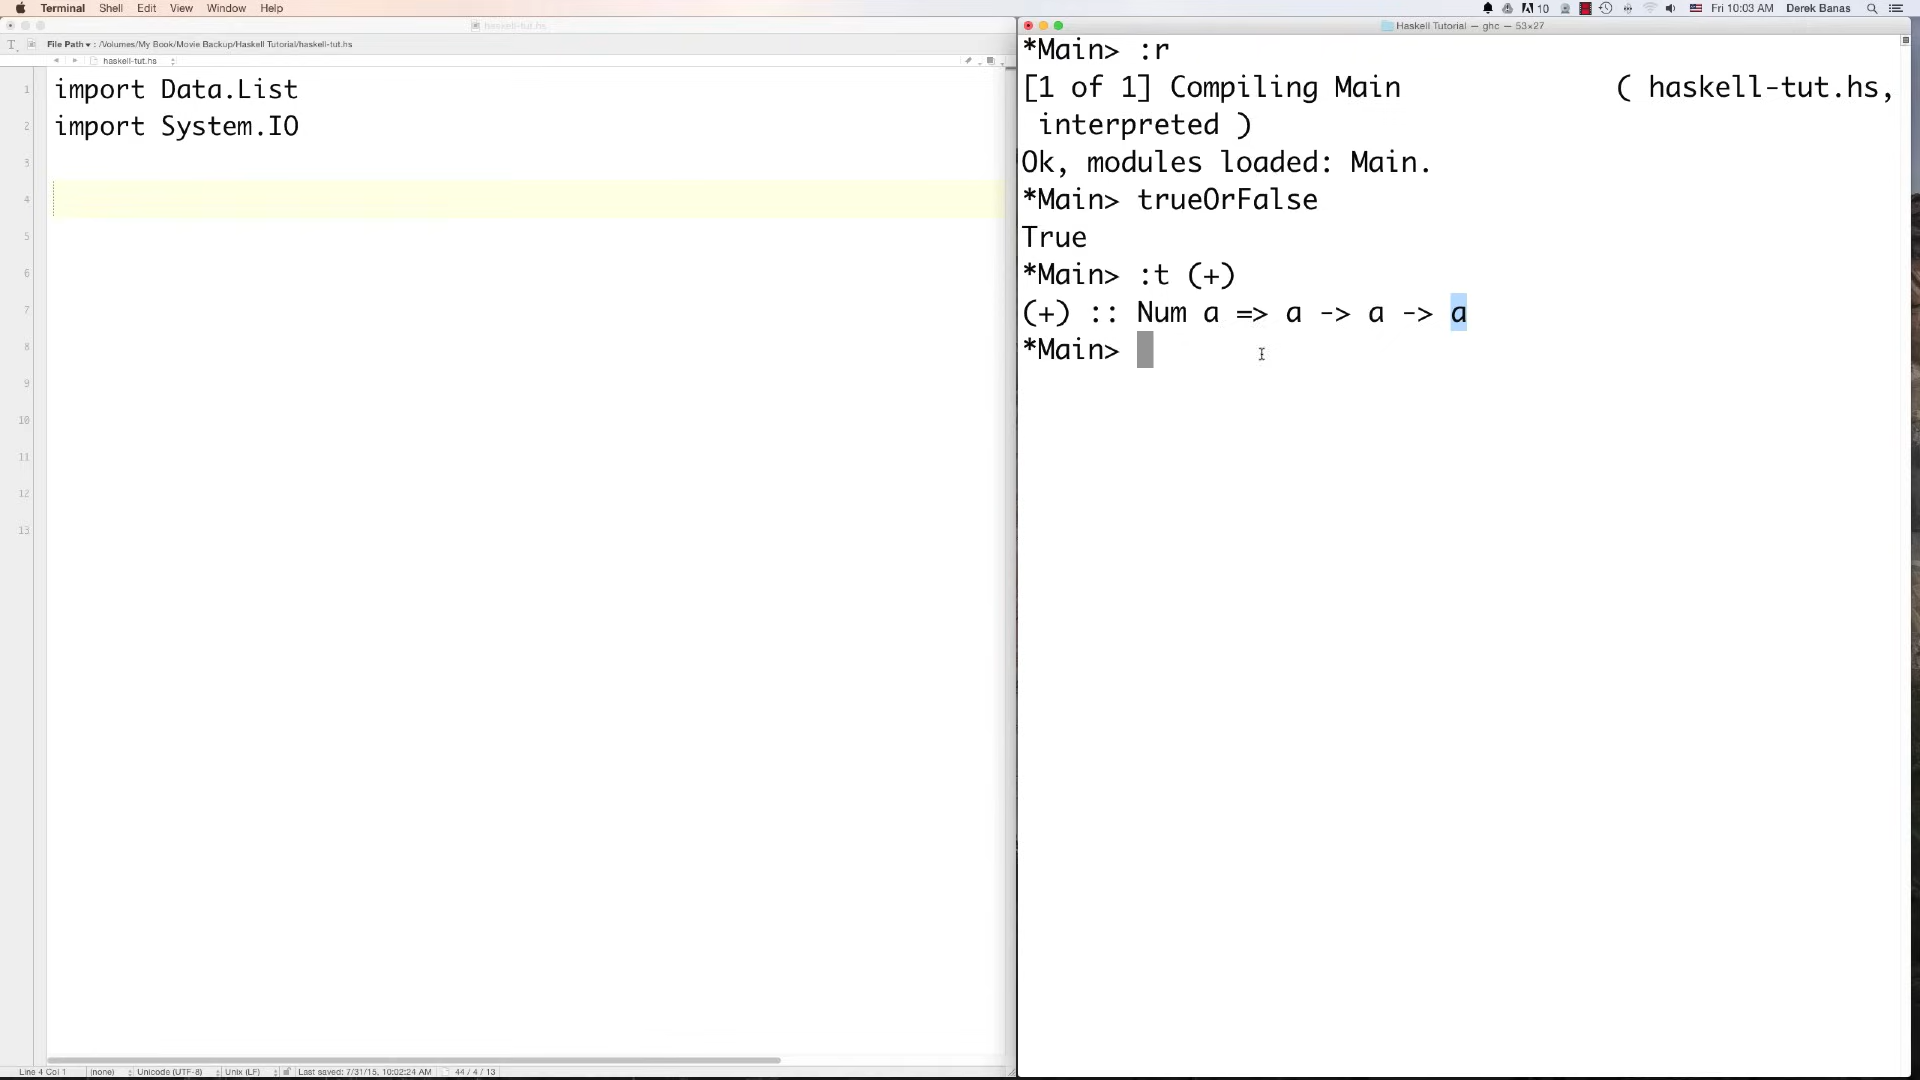 Terminal Shell Edit View Window Help
10 Fri 10:03 AM Derek Banas
haskell-tut.hs
File Path : /Volumes/My Book/Movie Backup/Haskell Tutorial/haskell-tut.hs
haskell-tut.hs
1 import Data.List
2 import System.IO
3
4
5
6
7
8
9
10
11
12
13
Line 4 Col 1 (none) Unicode (UTF-8) Unix (LF) Last saved: 7/31/15, 10:02:24 AM 44 / 4 / 13
Haskell Tutorial — ghc — 53×27
*Main> :r
[1 of 1] Compiling Main ( haskell-tut.hs,
interpreted )
Ok, modules loaded: Main.
*Main> trueOrFalse
True
*Main> :t (+)
(+) :: Num a => a -> a -> a
*Main>